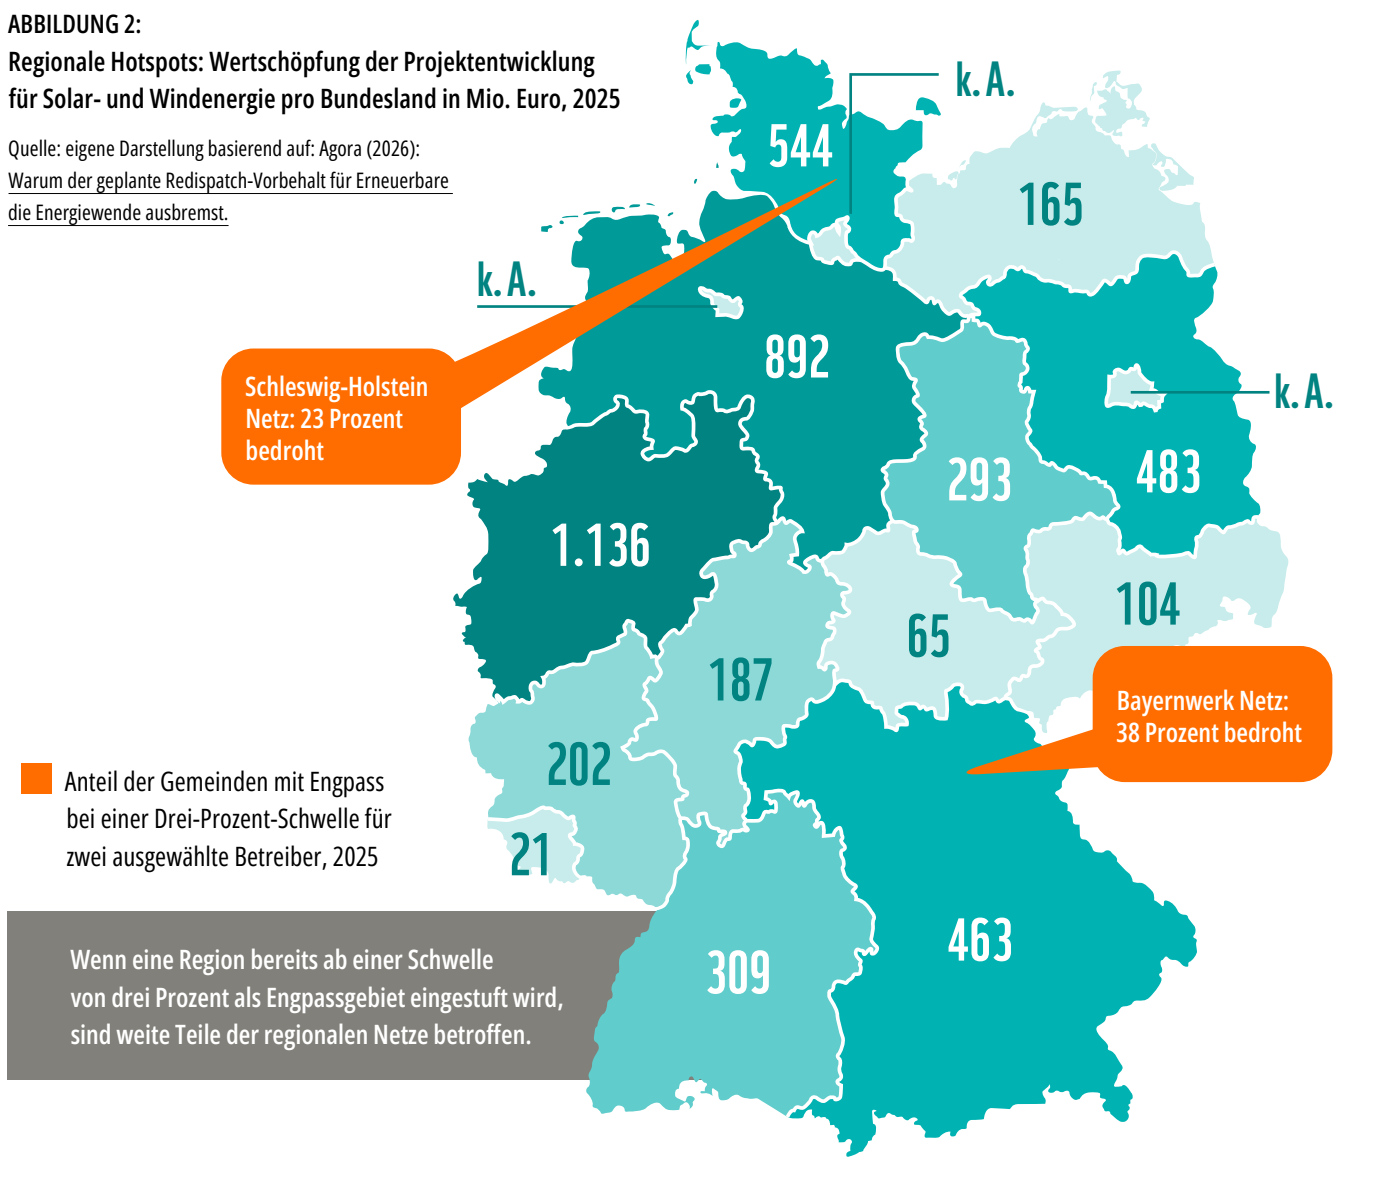 ABBILDUNG 2:
Regionale Hotspots: Wertschöpfung der Projektentwicklung
für Solar- und Windenergie pro Bundesland in Mio. Euro, 2025
Quelle: eigene Darstellung basierend auf: Agora (2026):
Warum der geplante Redispatch-Vorbehalt für Erneuerbare
die Energiewende ausbremst.
k. A.
544
165
k. A.
892
Schleswig-Holstein
Netz: 23 Prozent
bedroht
k. A.
483
293
1.136
104
65
187
Bayernwerk Netz:
38 Prozent bedroht
202
Anteil der Gemeinden mit Engpass
bei einer Drei-Prozent-Schwelle für
zwei ausgewählte Betreiber, 2025
21
463
309
Wenn eine Region bereits ab einer Schwelle
von drei Prozent als Engpassgebiet eingestuft wird,
sind weite Teile der regionalen Netze betroffen.